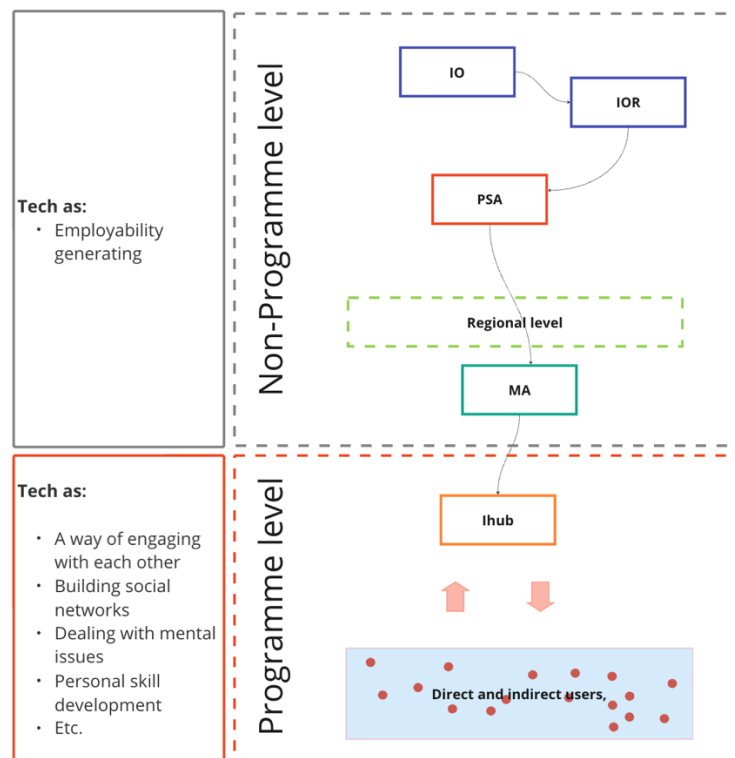 Tech as:
• Employability
generating
Non-Programme level
IO
IOR
PSA
Regional level
MA
Tech as:
• A way of engaging
with each other
• Building social
networks
• Dealing with mental
issues
• Personal skill
development
• Etc.
Programme level
Ihub
Direct and indirect users,